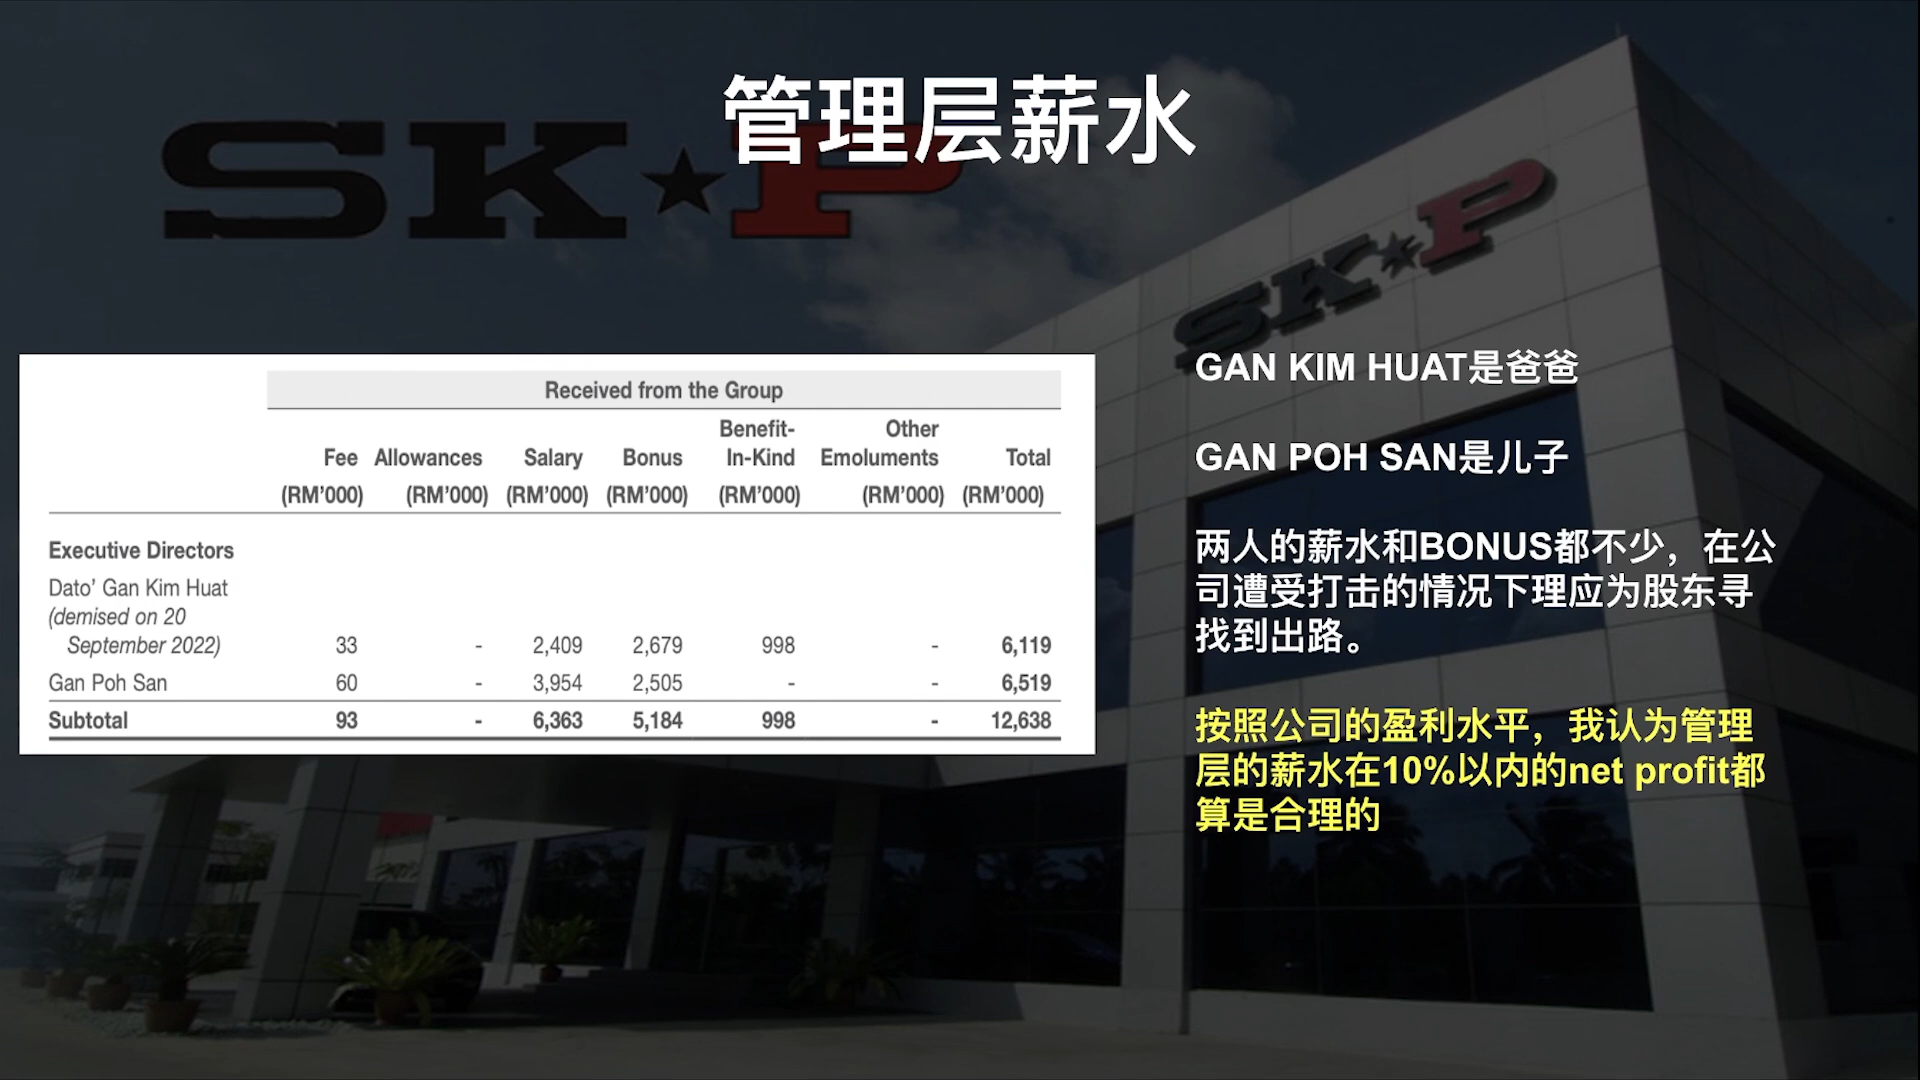 管理层薪水
SK★P
SK★P
Received from the Group
Fee Allowances Salary Bonus Benefit-In-Kind Other Emoluments Total
(RM'000) (RM'000) (RM'000) (RM'000) (RM'000) (RM'000) (RM'000)
Executive Directors
Dato' Gan Kim Huat
(demised on 20
September 2022) 33 - 2,409 2,679 998 - 6,119
Gan Poh San 60 - 3,954 2,505 - - 6,519
Subtotal 93 - 6,363 5,184 998 - 12,638
GAN KIM HUAT是爸爸
GAN POH SAN是儿子
两人的薪水和BONUS都不少，在公
司遭受打击的情况下理应为股东寻
找到出路。
按照公司的盈利水平，我认为管理
层的薪水在10%以内的net profit都
算是合理的